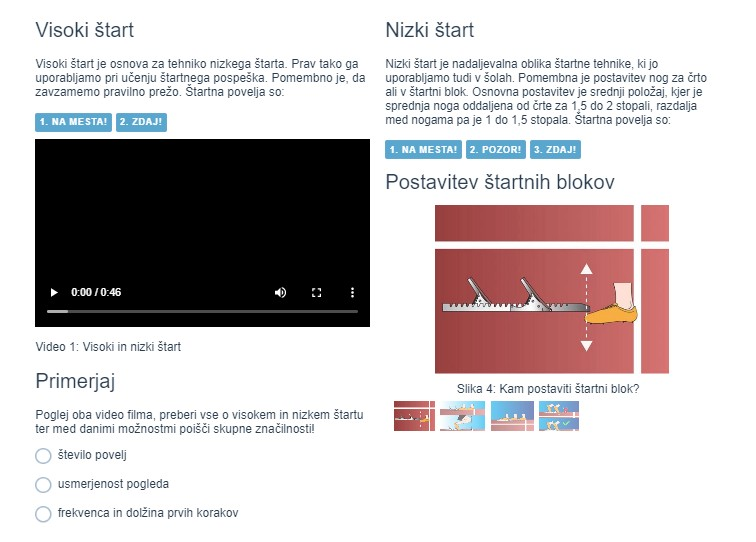 Visoki štart
Visoki štart je osnova za tehniko nizkega štarta. Prav tako ga
uporabljamo pri učenju štartnega pospeška. Pomembno je, da
zavzamemo pravilno prežo. Štartna povelja so:
1. NA MESTA! 2. ZDAJ!
0:00 / 0:46
Video 1: Visoki in nizki štart
Primerjaj
Poglej oba video filma, preberi vse o visokem in nizkem štartu
ter med danimi možnostmi poišči skupne značilnosti!
število povelj
usmerjenost pogleda
frekvenca in dolžina prvih korakov
Nizki štart
Nizki štart je nadaljevalna oblika štartne tehnike, ki jo
uporabljamo tudi v šolah. Pomembna je postavitev nog za črto
ali v štartni blok. Osnovna postavitev je srednji položaj, kjer je
sprednja noga oddaljena od črte za 1,5 do 2 stopali, razdalja
med nogama pa je 1 do 1,5 stopala. Štartna povelja so:
1. NA MESTA! 2. POZOR! 3. ZDAJ!
Postavitev štartnih blokov
Slika 4: Kam postaviti štartni blok?